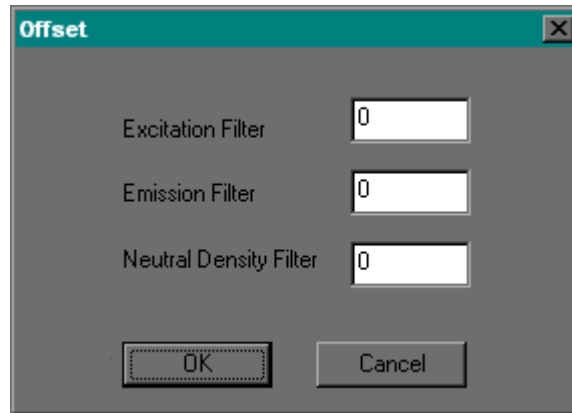 Offset
Excitation Filter 0
Emission Filter 0
Neutral Density Filter 0
OK Cancel